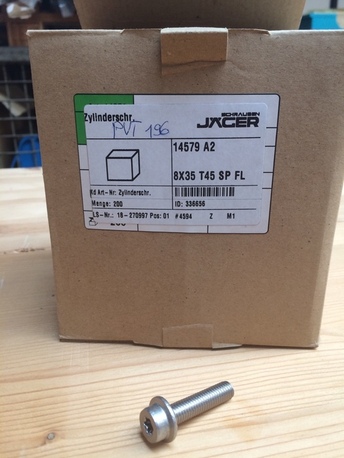 Zylinderschr.
PVT 196
SCHRAUBEN
JÄGER
14579 A2
8X35 T45 SP FL
Kd Art-Nr: Zylinderschr.
Menge: 200
ID: 336656
LS-Nr.: 18-270997 Pos: 01 #4594 Z M1